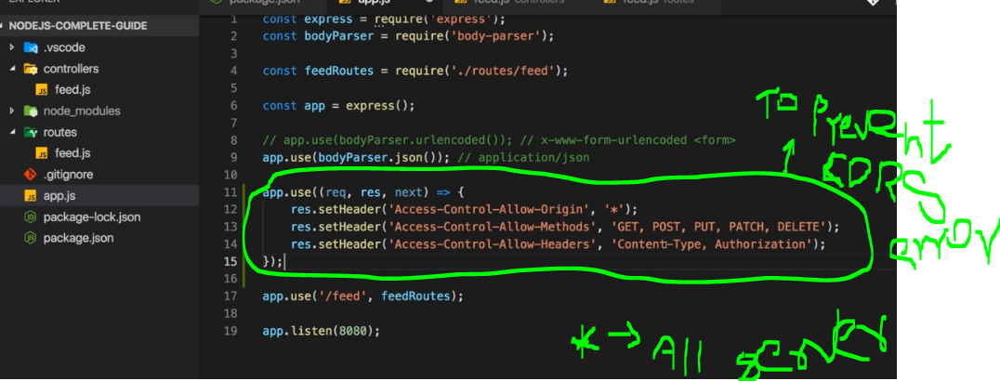 EXPLORER
package.json
app.js
feed.js controllers
feed.js routes
NODEJS-COMPLETE-GUIDE
.vscode
controllers
feed.js
node_modules
routes
feed.js
.gitignore
app.js
package-lock.json
package.json
1 const express = require('express');
2 const bodyParser = require('body-parser');
3
4 const feedRoutes = require('./routes/feed');
5
6 const app = express();
7
8 // app.use(bodyParser.urlencoded()); // x-www-form-urlencoded <form>
9 app.use(bodyParser.json()); // application/json
10
11 app.use((req, res, next) => {
12 res.setHeader('Access-Control-Allow-Origin', '*');
13 res.setHeader('Access-Control-Allow-Methods', 'GET, POST, PUT, PATCH, DELETE');
14 res.setHeader('Access-Control-Allow-Headers', 'Content-Type, Authorization');
15 });
16
17 app.use('/feed', feedRoutes);
18
19 app.listen(8080);
To Prevent
CORS
error
* → All